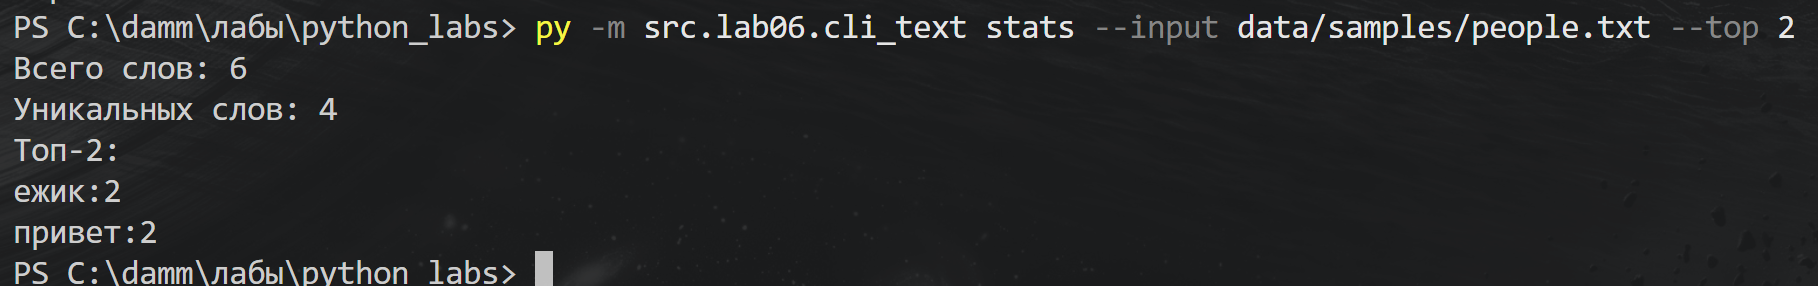 PS C:\damm\лабы\python_labs> py -m src.lab06.cli_text stats --input data/samples/people.txt --top 2
Всего слов: 6
Уникальных слов: 4
Топ-2:
ежик:2
привет:2
PS C:\damm\лабы\python_labs>